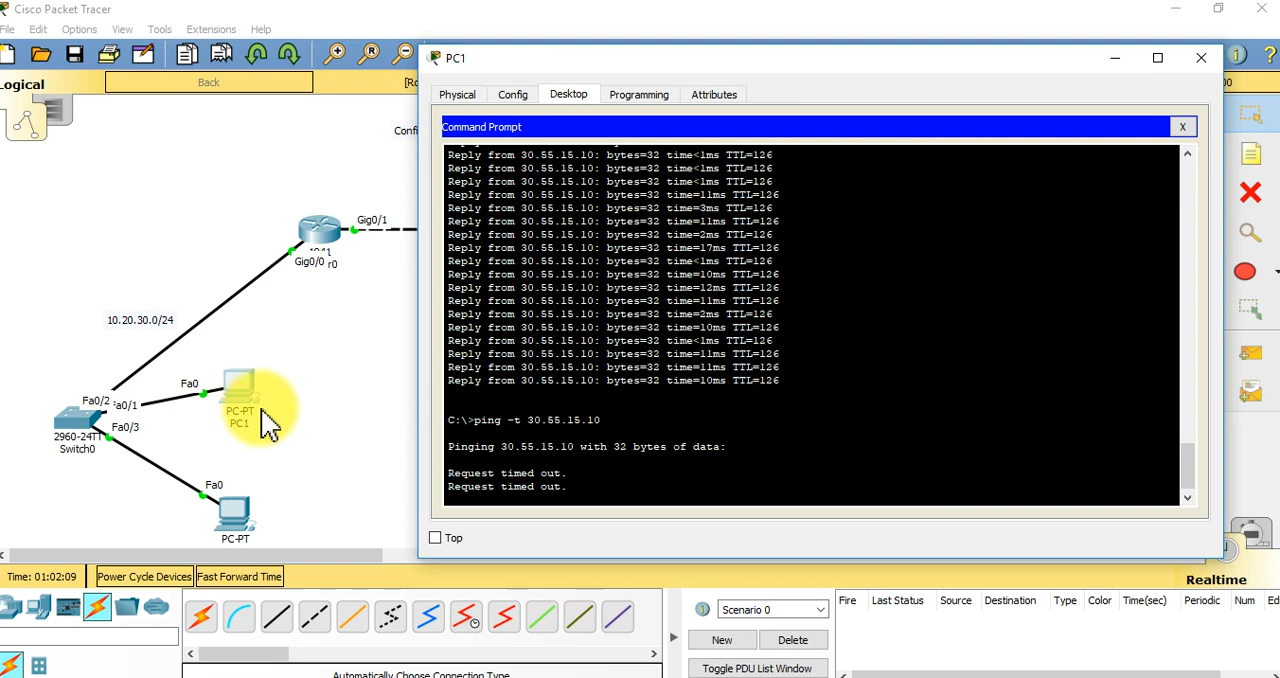 Cisco Packet Tracer
File Edit Options View Tools Extensions Help
Logical
Back
[Ro
00
Confi
Gig0/1
1941
Gig0/0 r0
10.20.30.0/24
Fa0
PC-PT
PC1
Fa0/2 Fa0/1
Fa0/3
2960-24TT
Switch0
Fa0
PC-PT
PC1
Physical Config Desktop Programming Attributes
Command Prompt
X
Reply from 30.55.15.10: bytes=32 time<1ms TTL=126
Reply from 30.55.15.10: bytes=32 time<1ms TTL=126
Reply from 30.55.15.10: bytes=32 time<1ms TTL=126
Reply from 30.55.15.10: bytes=32 time=11ms TTL=126
Reply from 30.55.15.10: bytes=32 time=3ms TTL=126
Reply from 30.55.15.10: bytes=32 time=11ms TTL=126
Reply from 30.55.15.10: bytes=32 time=2ms TTL=126
Reply from 30.55.15.10: bytes=32 time=17ms TTL=126
Reply from 30.55.15.10: bytes=32 time<1ms TTL=126
Reply from 30.55.15.10: bytes=32 time=10ms TTL=126
Reply from 30.55.15.10: bytes=32 time=12ms TTL=126
Reply from 30.55.15.10: bytes=32 time=11ms TTL=126
Reply from 30.55.15.10: bytes=32 time=2ms TTL=126
Reply from 30.55.15.10: bytes=32 time=10ms TTL=126
Reply from 30.55.15.10: bytes=32 time<1ms TTL=126
Reply from 30.55.15.10: bytes=32 time=11ms TTL=126
Reply from 30.55.15.10: bytes=32 time=11ms TTL=126
Reply from 30.55.15.10: bytes=32 time=10ms TTL=126
C:\>ping -t 30.55.15.10
Pinging 30.55.15.10 with 32 bytes of data:
Request timed out.
Request timed out.
Top
Time: 01:02:09 Power Cycle Devices Fast Forward Time
Realtime
Scenario 0
New Delete
Toggle PDU List Window
Fire Last Status Source Destination Type Color Time(sec) Periodic Num Ed
Automatically Choose Connection Type